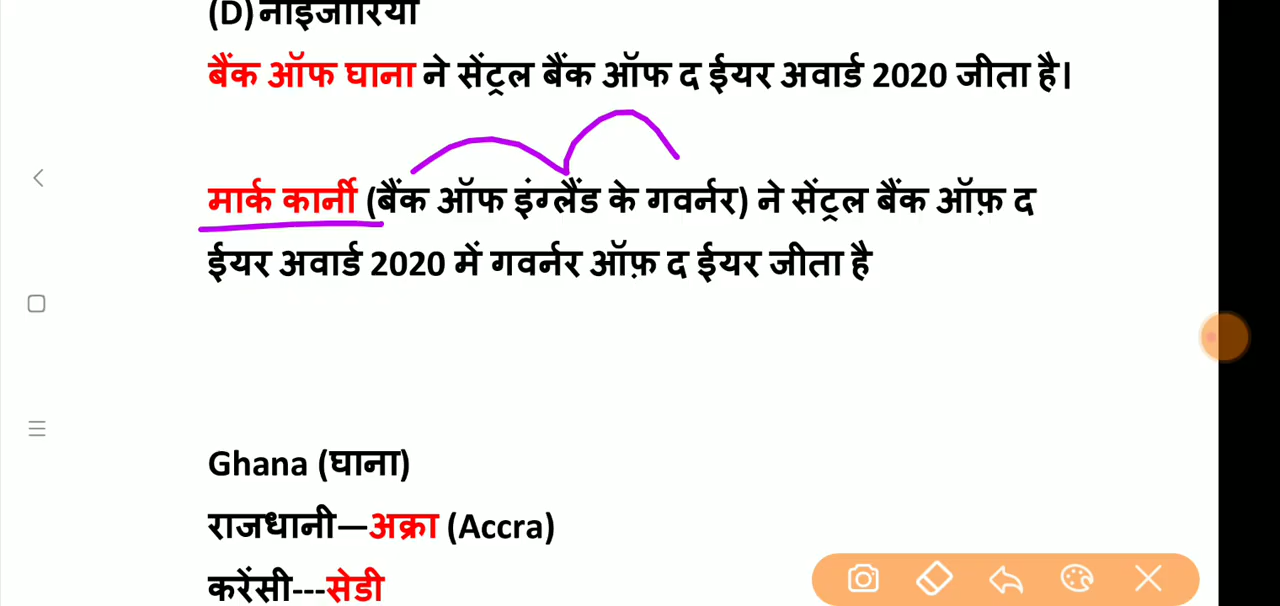 (D) नाइजीरिया
बैंक ऑफ घाना ने सेंट्रल बैंक ऑफ द ईयर अवार्ड 2020 जीता है।
मार्क कार्नी (बैंक ऑफ इंग्लैंड के गवर्नर) ने सेंट्रल बैंक ऑफ़ द
ईयर अवार्ड 2020 में गवर्नर ऑफ़ द ईयर जीता है
Ghana (घाना)
राजधानी—अक्रा (Accra)
करेंसी---सेडी